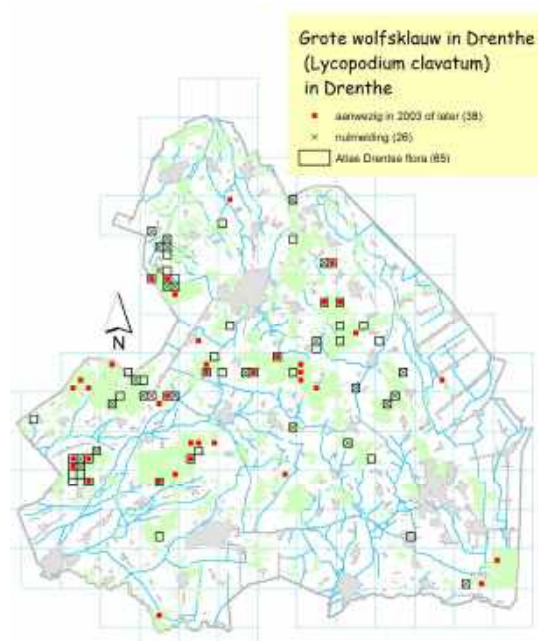 Grote wolfsklauw in Drenthe
(Lycopodium clavatum)
in Drenthe
aanwezig in 2003 of later (38)
nulmelding (26)
Atlas Drentse flora (65)
N